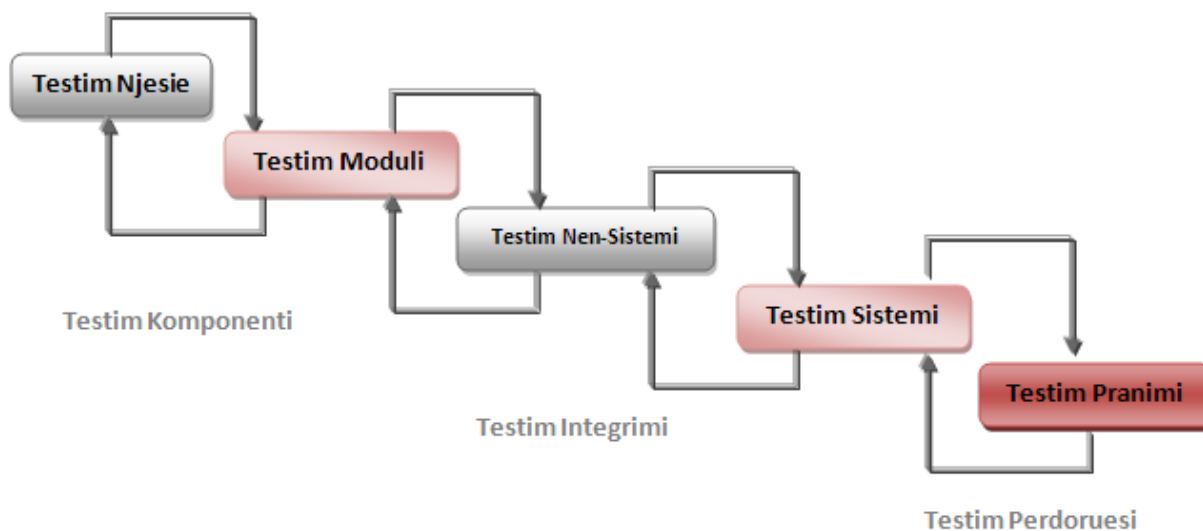 Testim Njesie
Testim Moduli
Testim Nen-Sistemi
Testim Komponenti
Testim Sistemi
Testim Pranimi
Testim Integrimi
Testim Perdoruesi